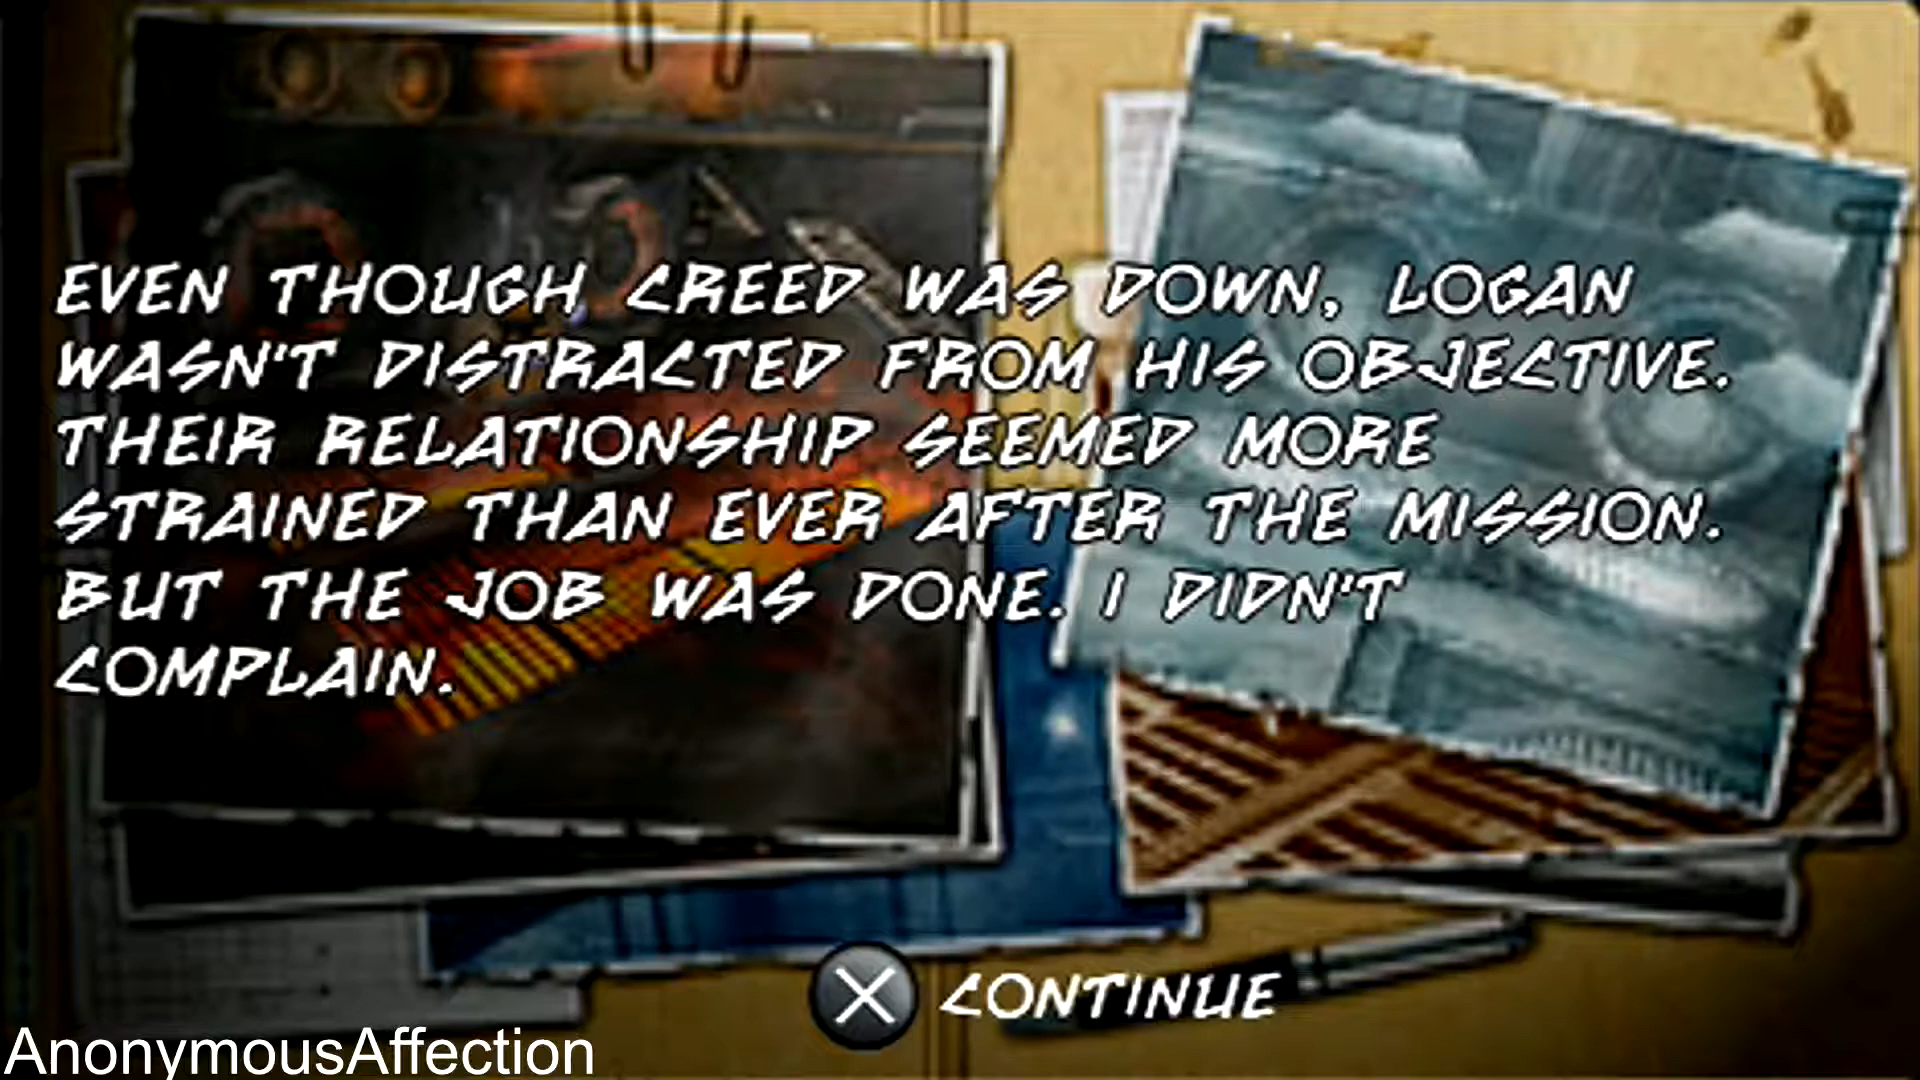 EVEN THOUGH CREED WAS DOWN, LOGAN
WASN'T DISTRACTED FROM HIS OBJECTIVE.
THEIR RELATIONSHIP SEEMED MORE
STRAINED THAN EVER AFTER THE MISSION.
BUT THE JOB WAS DONE. I DIDN'T
COMPLAIN.
CONTINUE
AnonymousAffection